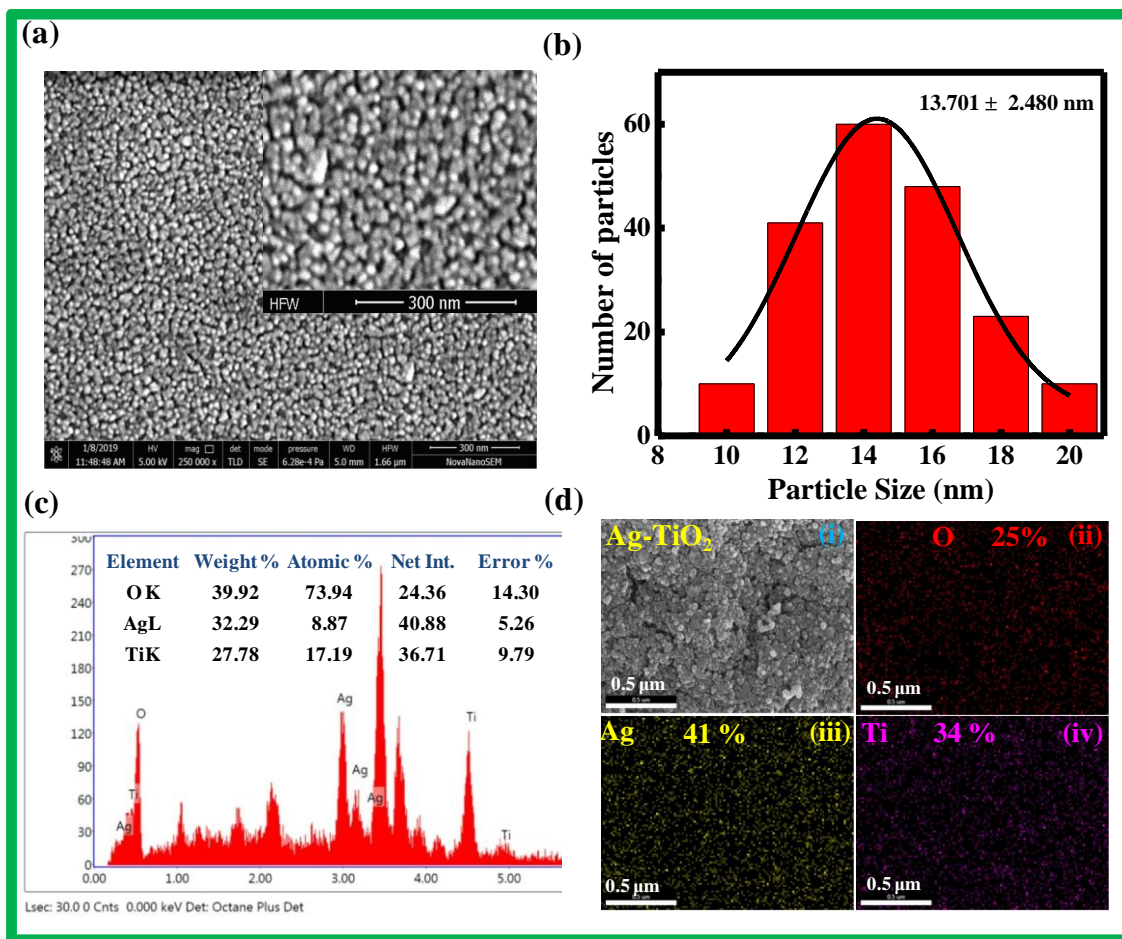 (a)
HFW
300 nm
1/8/2019 HV mag □ det mode pressure WD HFW 300 nm
11:48:48 AM 5.00 kV 250 000 x TLD SE 6.28e-4 Pa 5.0 mm 1.66 µm NovaNanoSEM
(b)
13.701 ± 2.480 nm
Number of particles
60
40
20
0
8 10 12 14 16 18 20
Particle Size (nm)
(c)
Element Weight % Atomic % Net Int. Error %
O K 39.92 73.94 24.36 14.30
AgL 32.29 8.87 40.88 5.26
TiK 27.78 17.19 36.71 9.79
300
270
240
210
180
150
120
90
60
30
0
O
Ti
Ag
Ag
Ag
Ag
Ti
Ti
0.00 1.00 2.00 3.00 4.00 5.00
Lsec: 30.0 0 Cnts 0.000 keV Det: Octane Plus Det
(d)
Ag-TiO₂ (i)
0.5 µm
0.5 µm
O 25% (ii)
0.5 µm
Ag 41 % (iii)
0.5 µm
Ti 34 % (iv)
0.5 µm